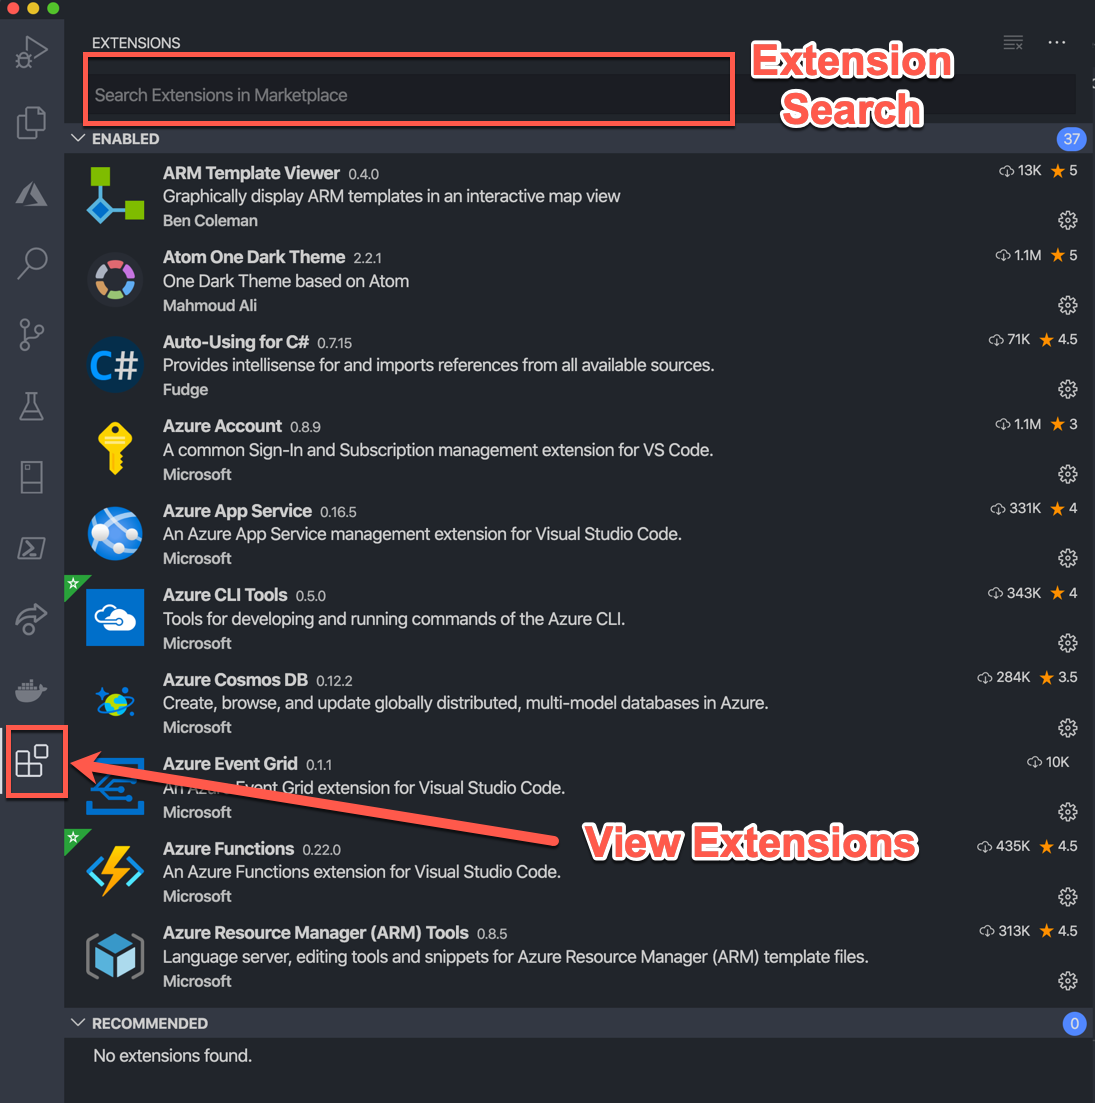 EXTENSIONS
Extension
Search
Search Extensions in Marketplace
ENABLED
37
ARM Template Viewer 0.4.0
13K 5
Graphically display ARM templates in an interactive map view
Ben Coleman
Atom One Dark Theme 2.2.1
1.1M 5
One Dark Theme based on Atom
Mahmoud Ali
C#
Auto-Using for C# 0.7.15
71K 4.5
Provides intellisense for and imports references from all available sources.
Fudge
Azure Account 0.8.9
1.1M 3
A common Sign-In and Subscription management extension for VS Code.
Microsoft
Azure App Service 0.16.5
331K 4
An Azure App Service management extension for Visual Studio Code.
Microsoft
Azure CLI Tools 0.5.0
343K 4
Tools for developing and running commands of the Azure CLI.
Microsoft
Azure Cosmos DB 0.12.2
284K 3.5
Create, browse, and update globally distributed, multi-model databases in Azure.
Microsoft
Azure Event Grid 0.1.1
10K
An Azure Event Grid extension for Visual Studio Code.
Microsoft
View Extensions
Azure Functions 0.22.0
435K 4.5
An Azure Functions extension for Visual Studio Code.
Microsoft
Azure Resource Manager (ARM) Tools 0.8.5
313K 4.5
Language server, editing tools and snippets for Azure Resource Manager (ARM) template files.
Microsoft
RECOMMENDED
0
No extensions found.